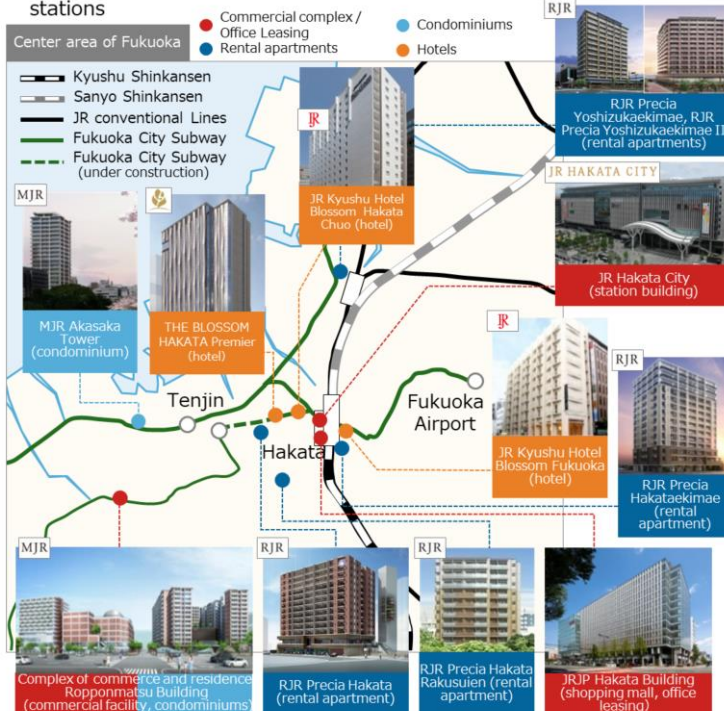 stations
Center area of Fukuoka
Commercial complex /
Office Leasing
Rental apartments
Condominiums
Hotels
Kyushu Shinkansen
Sanyo Shinkansen
JR conventional Lines
Fukuoka City Subway
Fukuoka City Subway
(under construction)
RJR
RJR Precia
Yoshizukaekimae, RJR
Precia Yoshizukaekimae II
(rental apartments)
JR
JR Kyushu Hotel
Blossom Hakata
Chuo (hotel)
JR HAKATA CITY
JR Hakata City
(station building)
MJR
MJR Akasaka
Tower
(condominium)
THE BLOSSOM
HAKATA Premier
(hotel)
JR
JR Kyushu Hotel
Blossom Fukuoka
(hotel)
RJR
RJR Precia
Hakataekimae
(rental
apartment)
Tenjin
Hakata
Fukuoka
Airport
MJR
Complex of commerce and residence
Ropponmatsu Building
(commercial facility, condominiums)
RJR
RJR Precia Hakata
(rental apartment)
RJR
RJR Precia Hakata
Rakusuien (rental
apartment)
JRJP Hakata Building
(shopping mall, office
leasing)